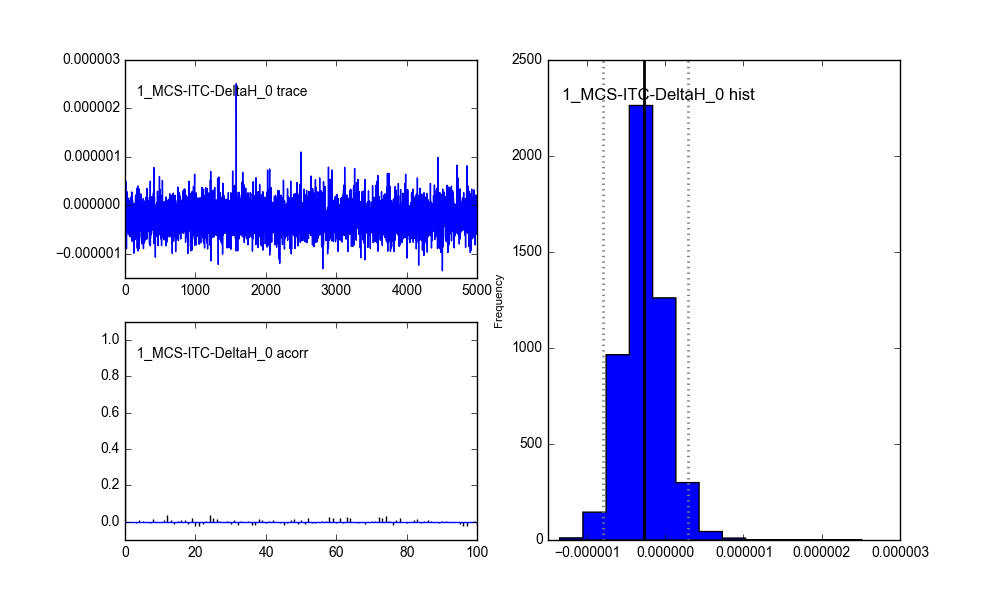 1_MCS-ITC-DeltaH_0 trace
0.000003
0.000002
0.000001
0.000000
−0.000001
0 1000 2000 3000 4000 5000
1_MCS-ITC-DeltaH_0 acorr
1.0
0.8
0.6
0.4
0.2
0.0
0 20 40 60 80 100
1_MCS-ITC-DeltaH_0 hist
Frequency
2500
2000
1500
1000
500
0
−0.000001 0.000000 0.000001 0.000002 0.000003